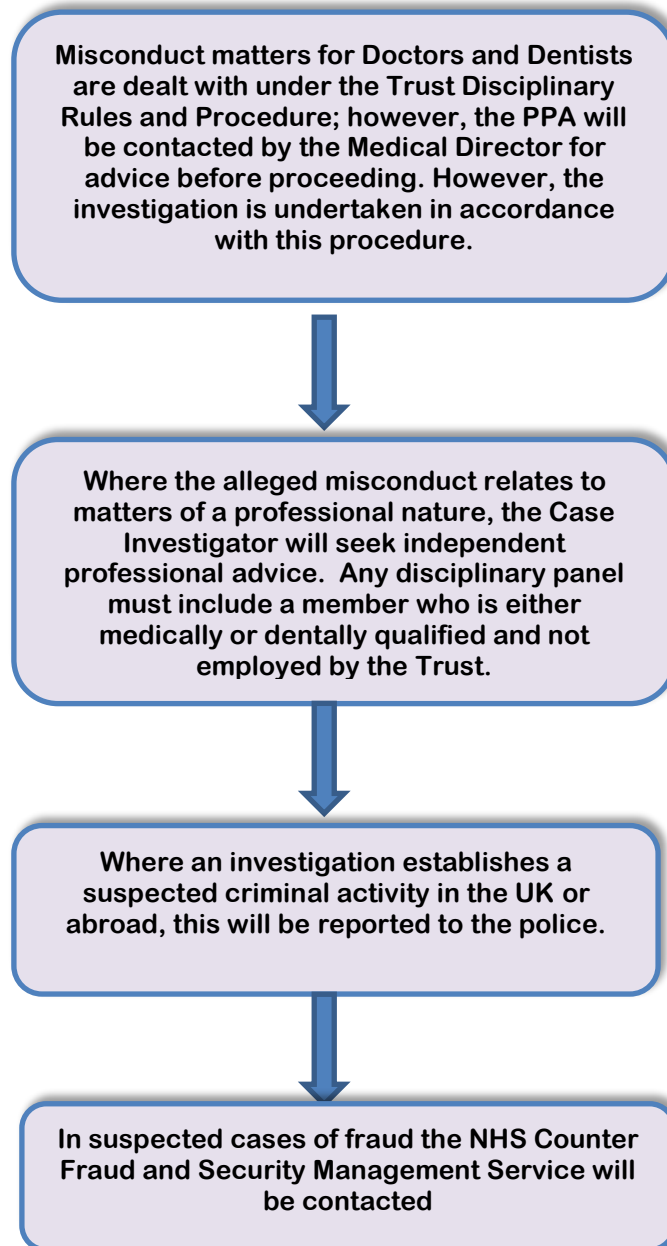 Misconduct matters for Doctors and Dentists
are dealt with under the Trust Disciplinary
Rules and Procedure; however, the PPA will
be contacted by the Medical Director for
advice before proceeding. However, the
investigation is undertaken in accordance
with this procedure.
Where the alleged misconduct relates to
matters of a professional nature, the Case
Investigator will seek independent
professional advice.  Any disciplinary panel
must include a member who is either
medically or dentally qualified and not
employed by the Trust.
Where an investigation establishes a
suspected criminal activity in the UK or
abroad, this will be reported to the police.
In suspected cases of fraud the NHS Counter
Fraud and Security Management Service will
be contacted